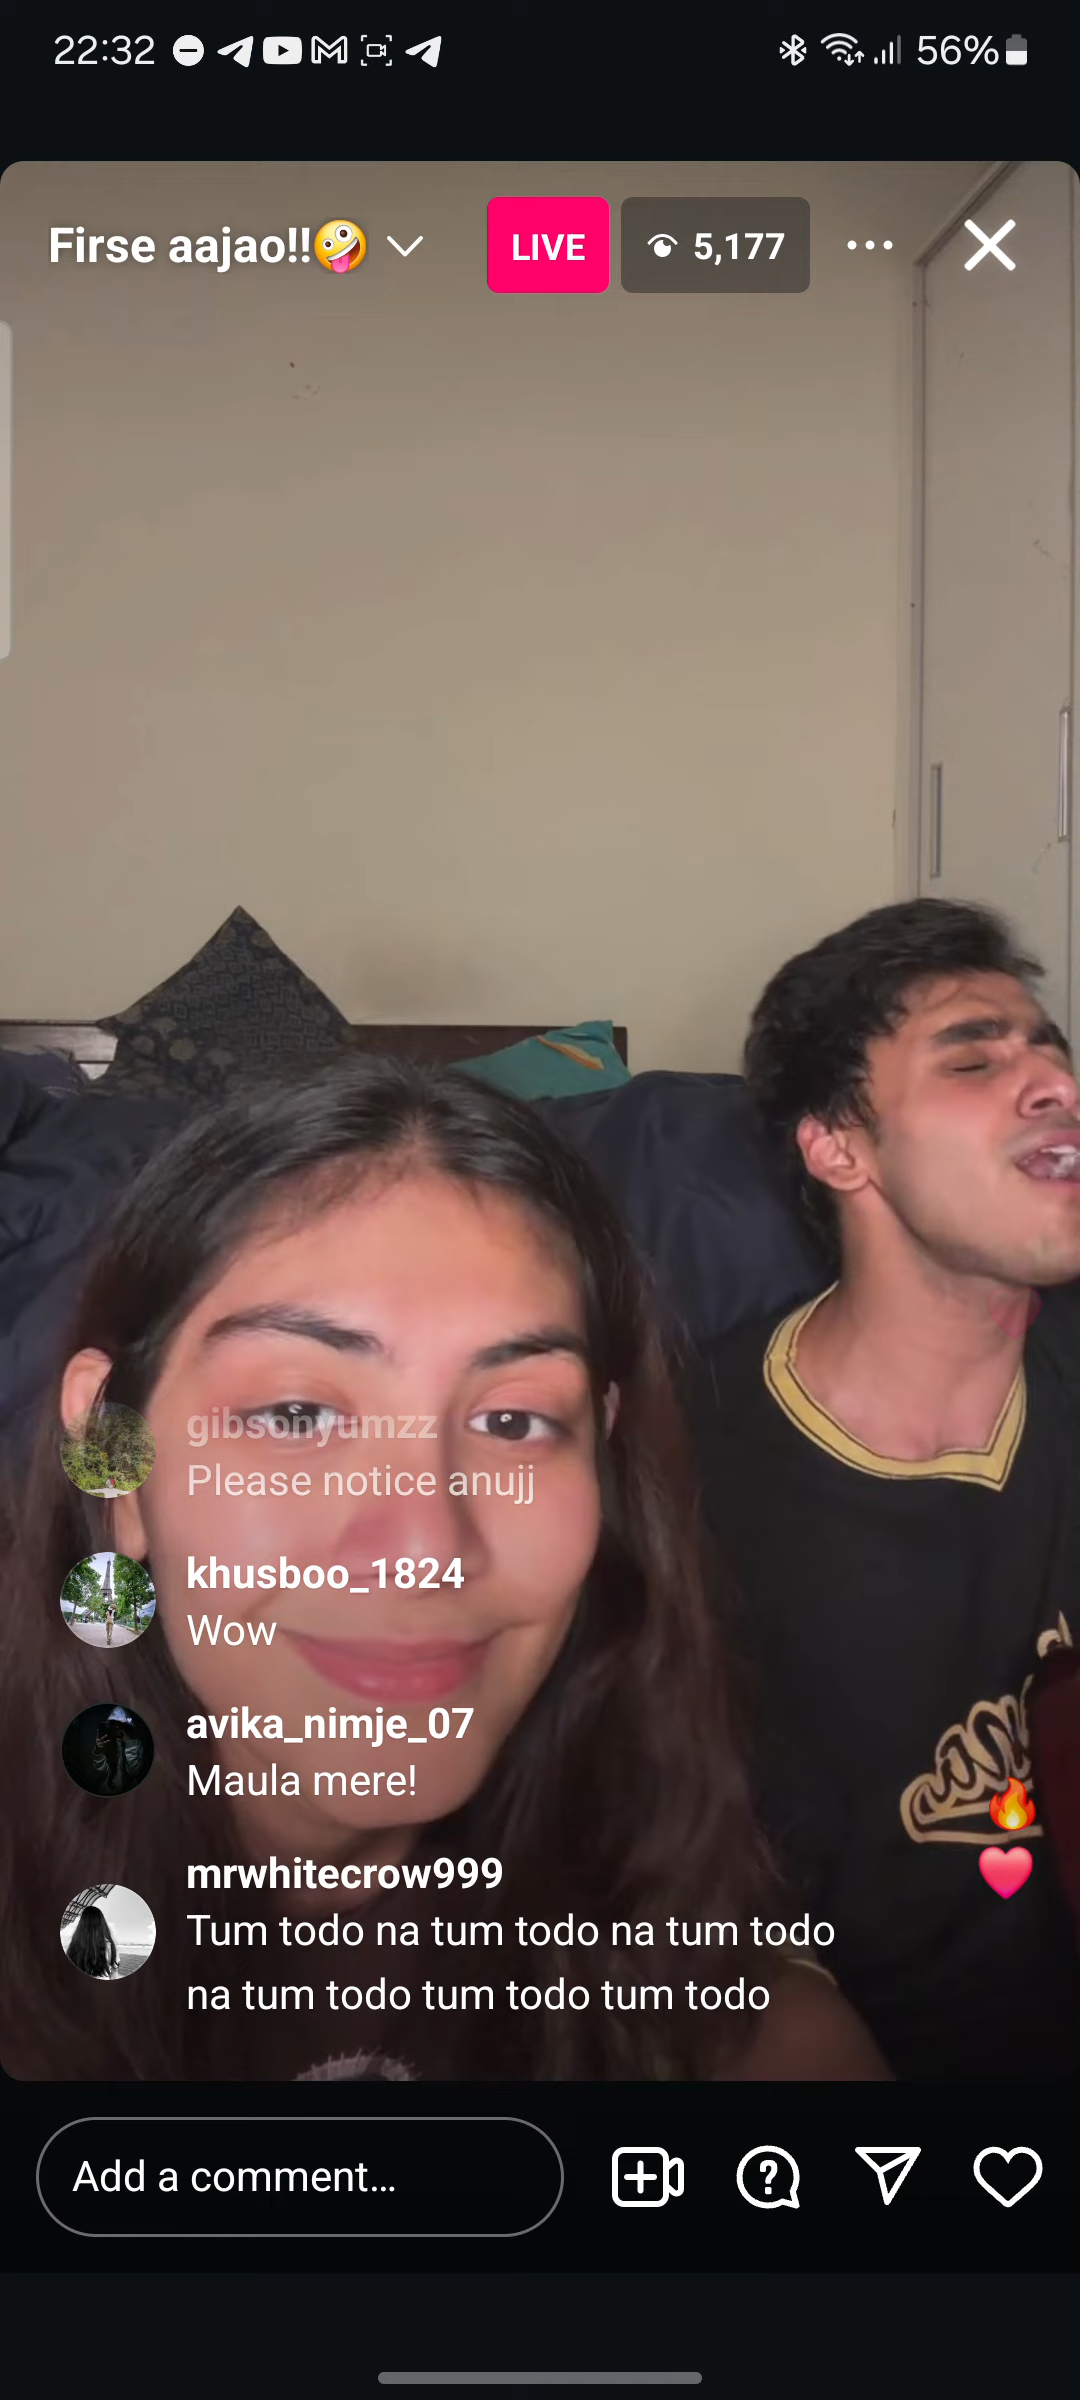 22:32
56%
Firse aajao!!🤪
LIVE
5,177
gibsonyumzz
Please notice anujj
khusboo_1824
Wow
avika_nimje_07
Maula mere!
mrwhitecrow999
Tum todo na tum todo na tum todo
na tum todo tum todo tum todo
Add a comment...